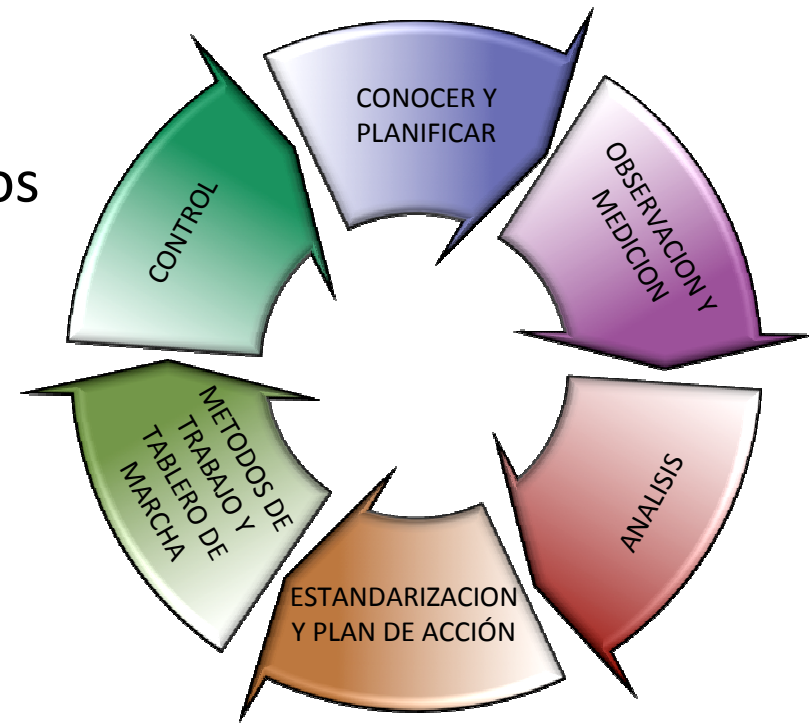 CONOCER Y
PLANIFICAR
OBSERVACION Y
MEDICION
ANALISIS
ESTANDARIZACION
Y PLAN DE ACCIÓN
METODOS DE
TRABAJO Y
TABLERO DE
MARCHA
CONTROL
os